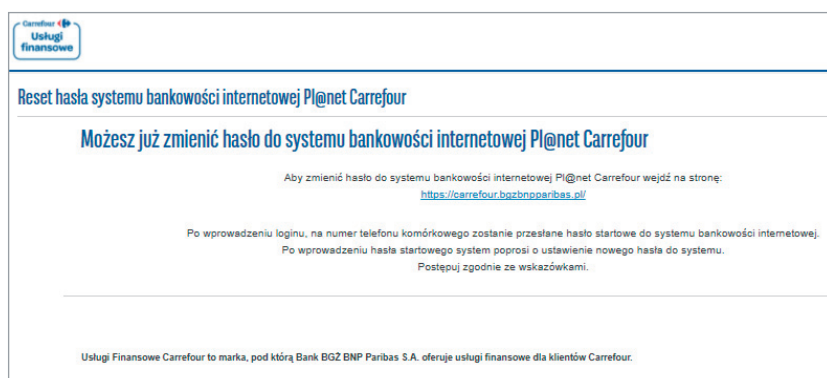 Carrefour
Usługi
finansowe
Reset hasła systemu bankowości internetowej Pl@net Carrefour
Możesz już zmienić hasło do systemu bankowości internetowej Pl@net Carrefour
Aby zmienić hasło do systemu bankowości internetowej Pl@net Carrefour wejdź na stronę:
https://carrefour.bgzbnpparibas.pl/
Po wprowadzeniu loginu, na numer telefonu komórkowego zostanie przesłane hasło startowe do systemu bankowości internetowej.
Po wprowadzeniu hasła startowego system poprosi o ustawienie nowego hasła do systemu.
Postępuj zgodnie ze wskazówkami.
Usługi Finansowe Carrefour to marka, pod którą Bank BGŻ BNP Paribas S.A. oferuje usługi finansowe dla klientów Carrefour.